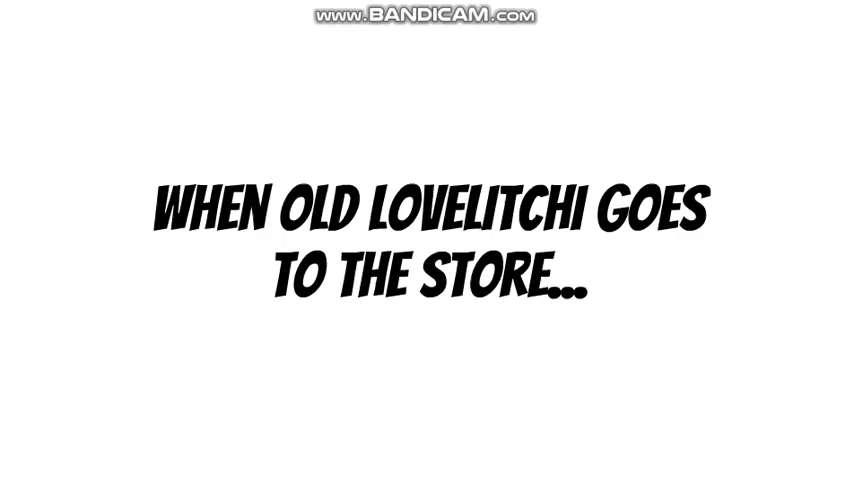 www.BANDICAM.com
WHEN OLD LOVELITCHI GOES
TO THE STORE...